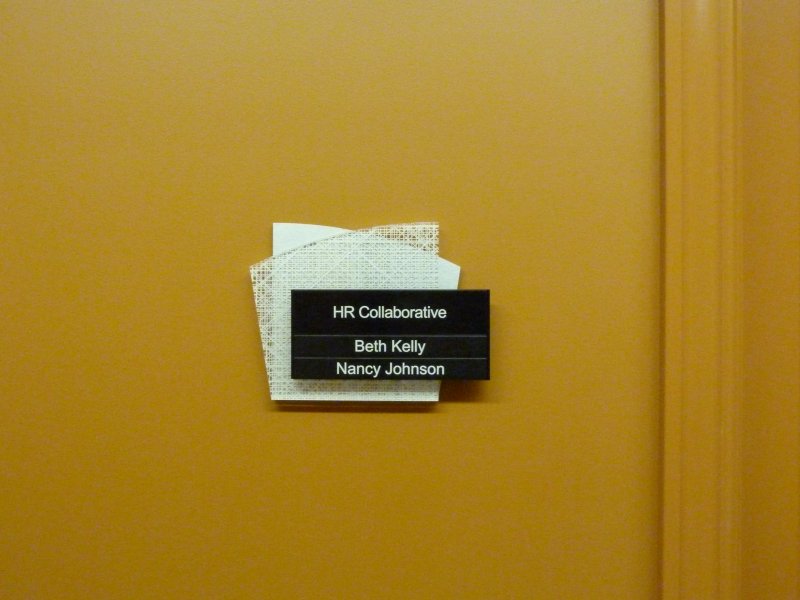 HR Collaborative
Beth Kelly
Nancy Johnson